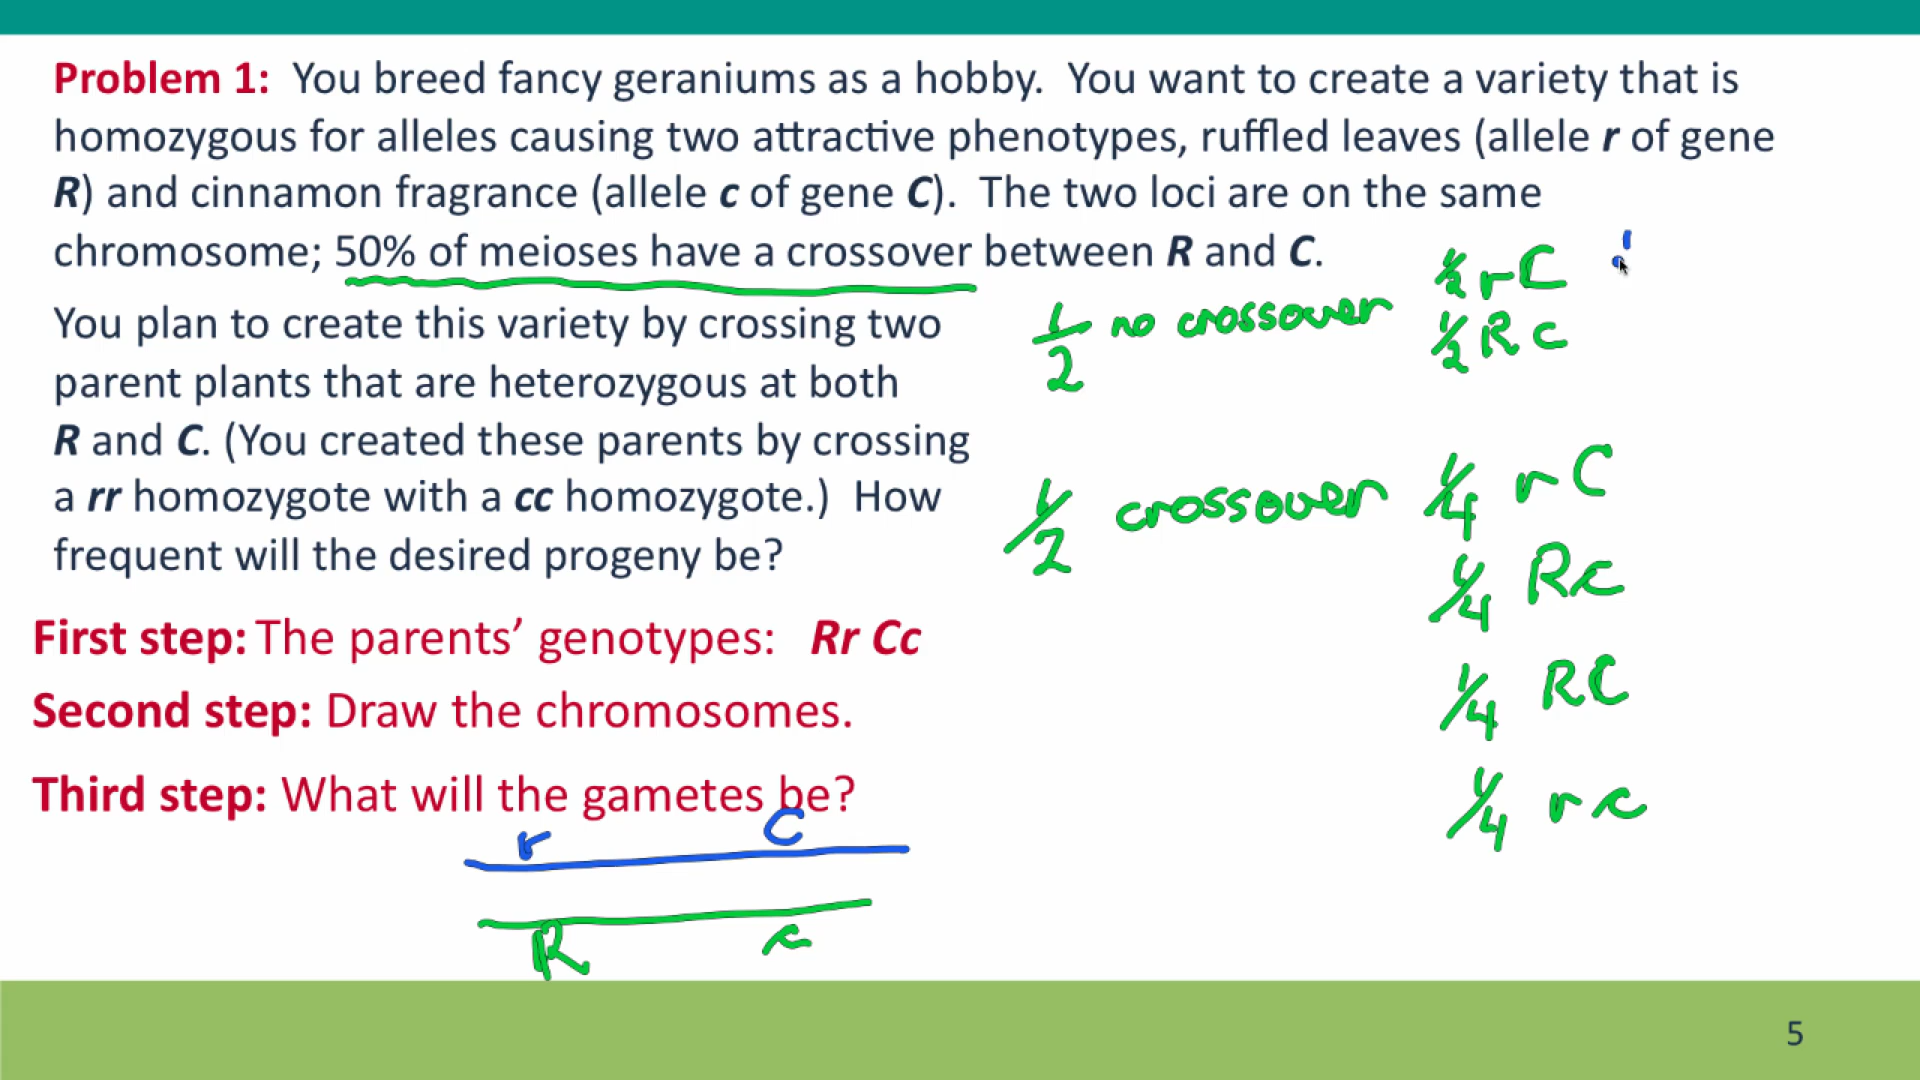 Problem 1: You breed fancy geraniums as a hobby. You want to create a variety that is
homozygous for alleles causing two attractive phenotypes, ruffled leaves (allele r of gene
R) and cinnamon fragrance (allele c of gene C). The two loci are on the same
chromosome; 50% of meioses have a crossover between R and C.
1/2 no crossover
1/2 r C
1/2 R c
You plan to create this variety by crossing two
parent plants that are heterozygous at both
R and C. (You created these parents by crossing
a rr homozygote with a cc homozygote.) How
frequent will the desired progeny be?
1/2 crossover
1/4 r C
1/4 R c
1/4 R C
1/4 r c
First step: The parents’ genotypes: Rr Cc
Second step: Draw the chromosomes.
Third step: What will the gametes be?
r C
R c
5